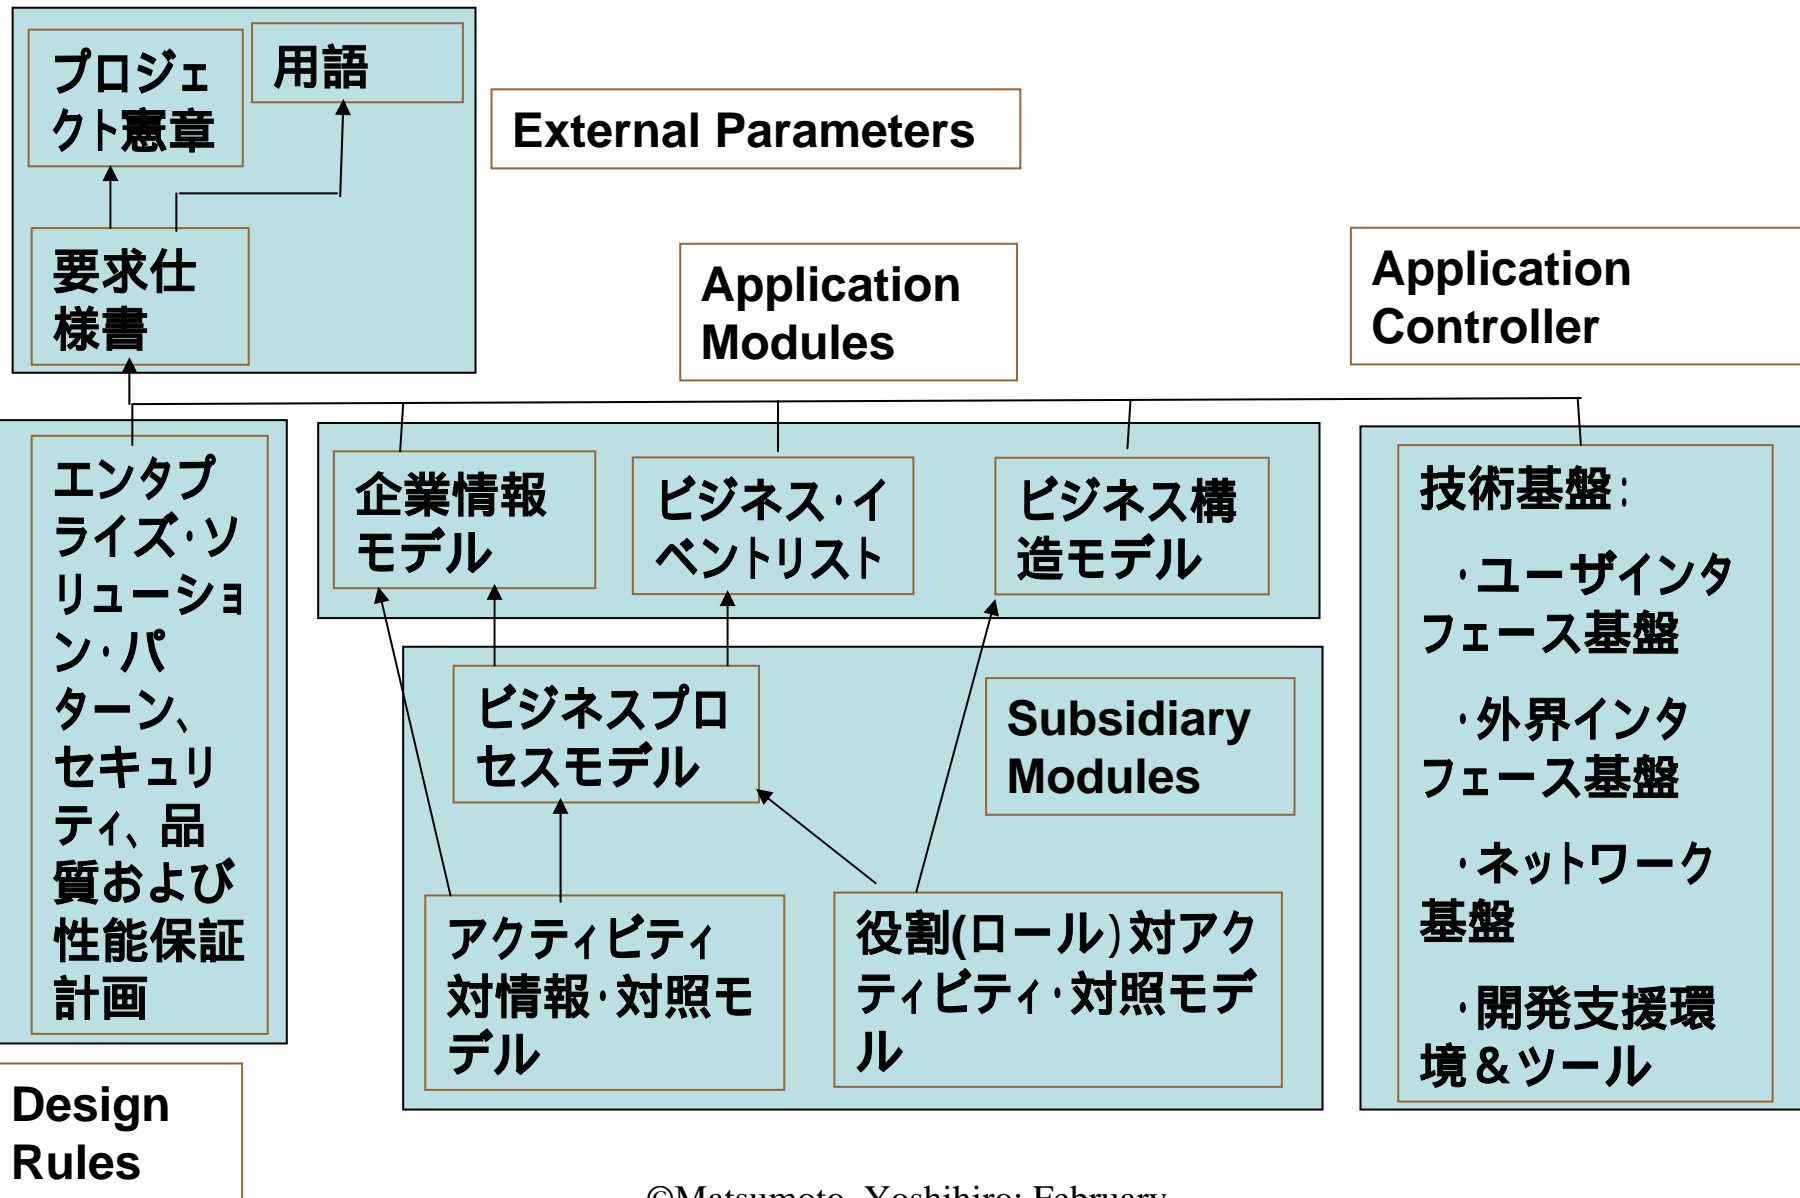 プロジェ
クト憲章
用語
External Parameters
要求仕
様書
Application
Modules
Application
Controller
エンタプ
ライズ・ソ
リューショ
ン・パ
ターン、
セキュリ
ティ、品
質および
性能保証
計画
企業情報
モデル
ビジネス・イ
ベントリスト
ビジネス構
造モデル
技術基盤:
・ユーザインタ
フェース基盤
・外界インタ
フェース基盤
・ネットワーク
基盤
・開発支援環
境&ツール
ビジネスプロ
セスモデル
Subsidiary
Modules
アクティビティ
対情報・対照モ
デル
役割(ロール)対アク
ティビティ・対照モデ
ル
Design
Rules
©Matsumoto, Yoshihiro: February